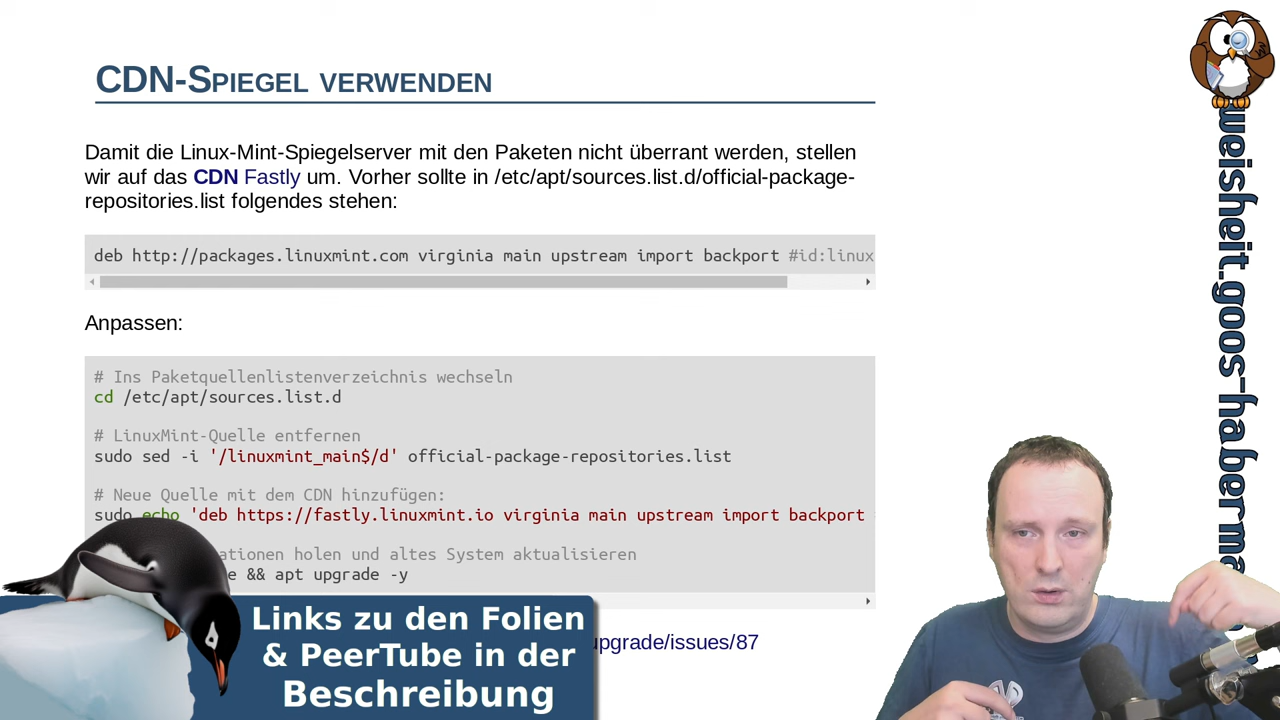 CDN-Spiegel verwenden
Damit die Linux-Mint-Spiegelserver mit den Paketen nicht überrant werden, stellen
wir auf das CDN Fastly um. Vorher sollte in /etc/apt/sources.list.d/official-package-
repositories.list folgendes stehen:
deb http://packages.linuxmint.com virginia main upstream import backport #id:linux
Anpassen:
# Ins Paketquellenlistenverzeichnis wechseln
cd /etc/apt/sources.list.d
# LinuxMint-Quelle entfernen
sudo sed -i '/linuxmint_main$/d' official-package-repositories.list
# Neue Quelle mit dem CDN hinzufügen:
sudo echo 'deb https://fastly.linuxmint.io virginia main upstream import backport
ationen holen und altes System aktualisieren
e && apt upgrade -y
upgrade/issues/87
Links zu den Folien
& PeerTube in der
Beschreibung
weisheit.goos-haberma